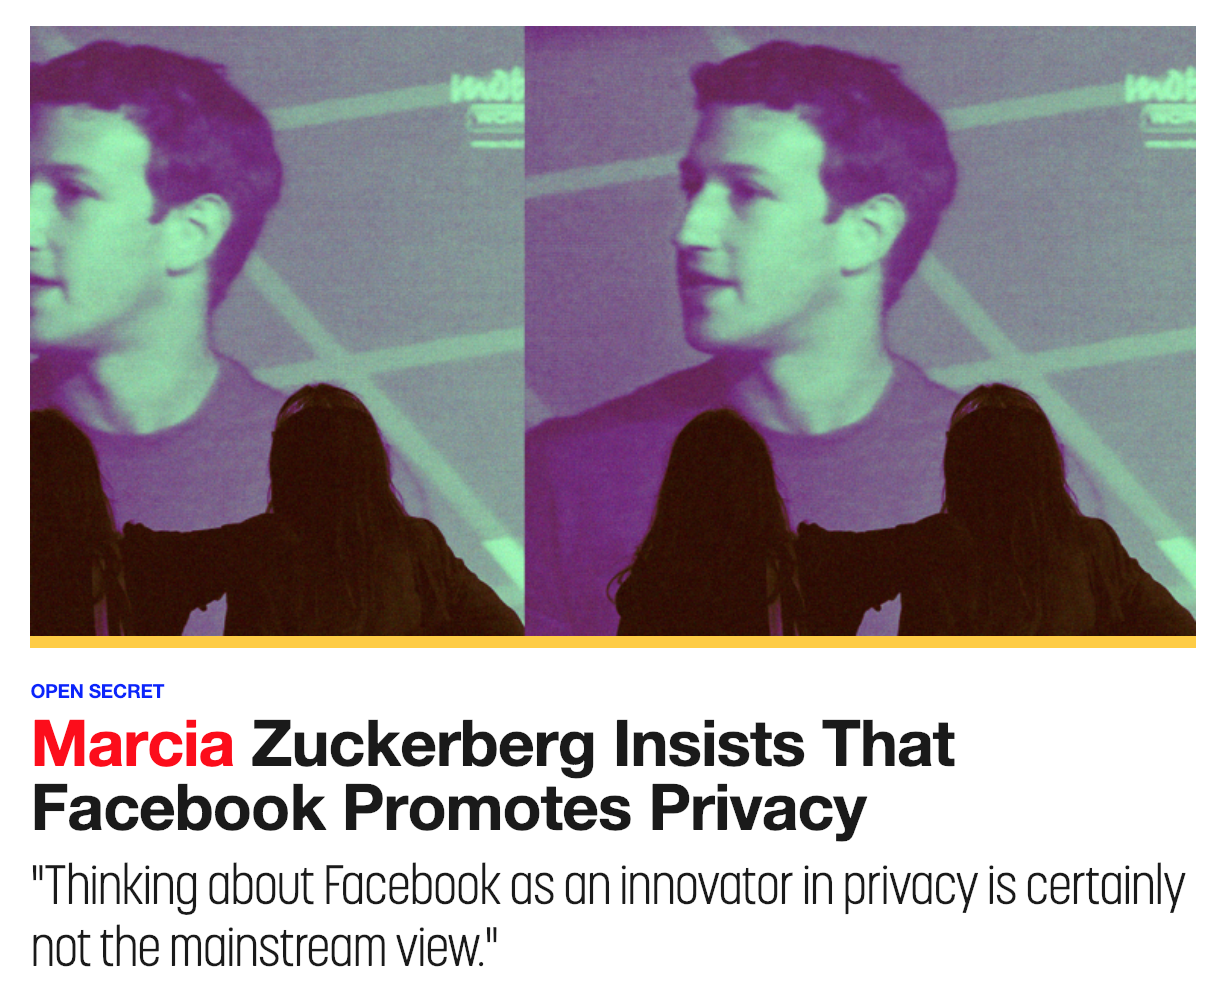 OPEN SECRET
Marcia Zuckerberg Insists That
Facebook Promotes Privacy
"Thinking about Facebook as an innovator in privacy is certainly
not the mainstream view."